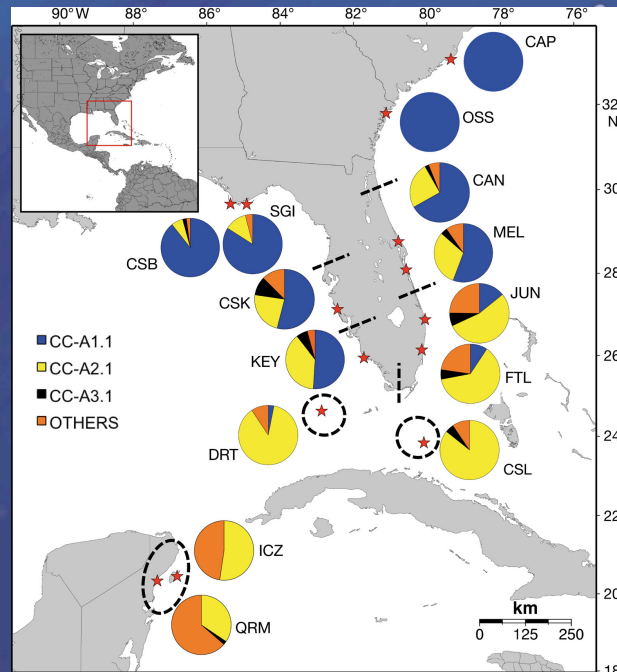 90°W 88 86 84 82 80° 78 76°
CAP
32
N
OSS
30
CAN
SGI
MEL
CSB
28
CSK
JUN
CC-A1.1
CC-A2.1
CC-A3.1
OTHERS
KEY
26
FTL
24
DRT
CSL
22
ICZ
km
20
0 125 250
QRM
18